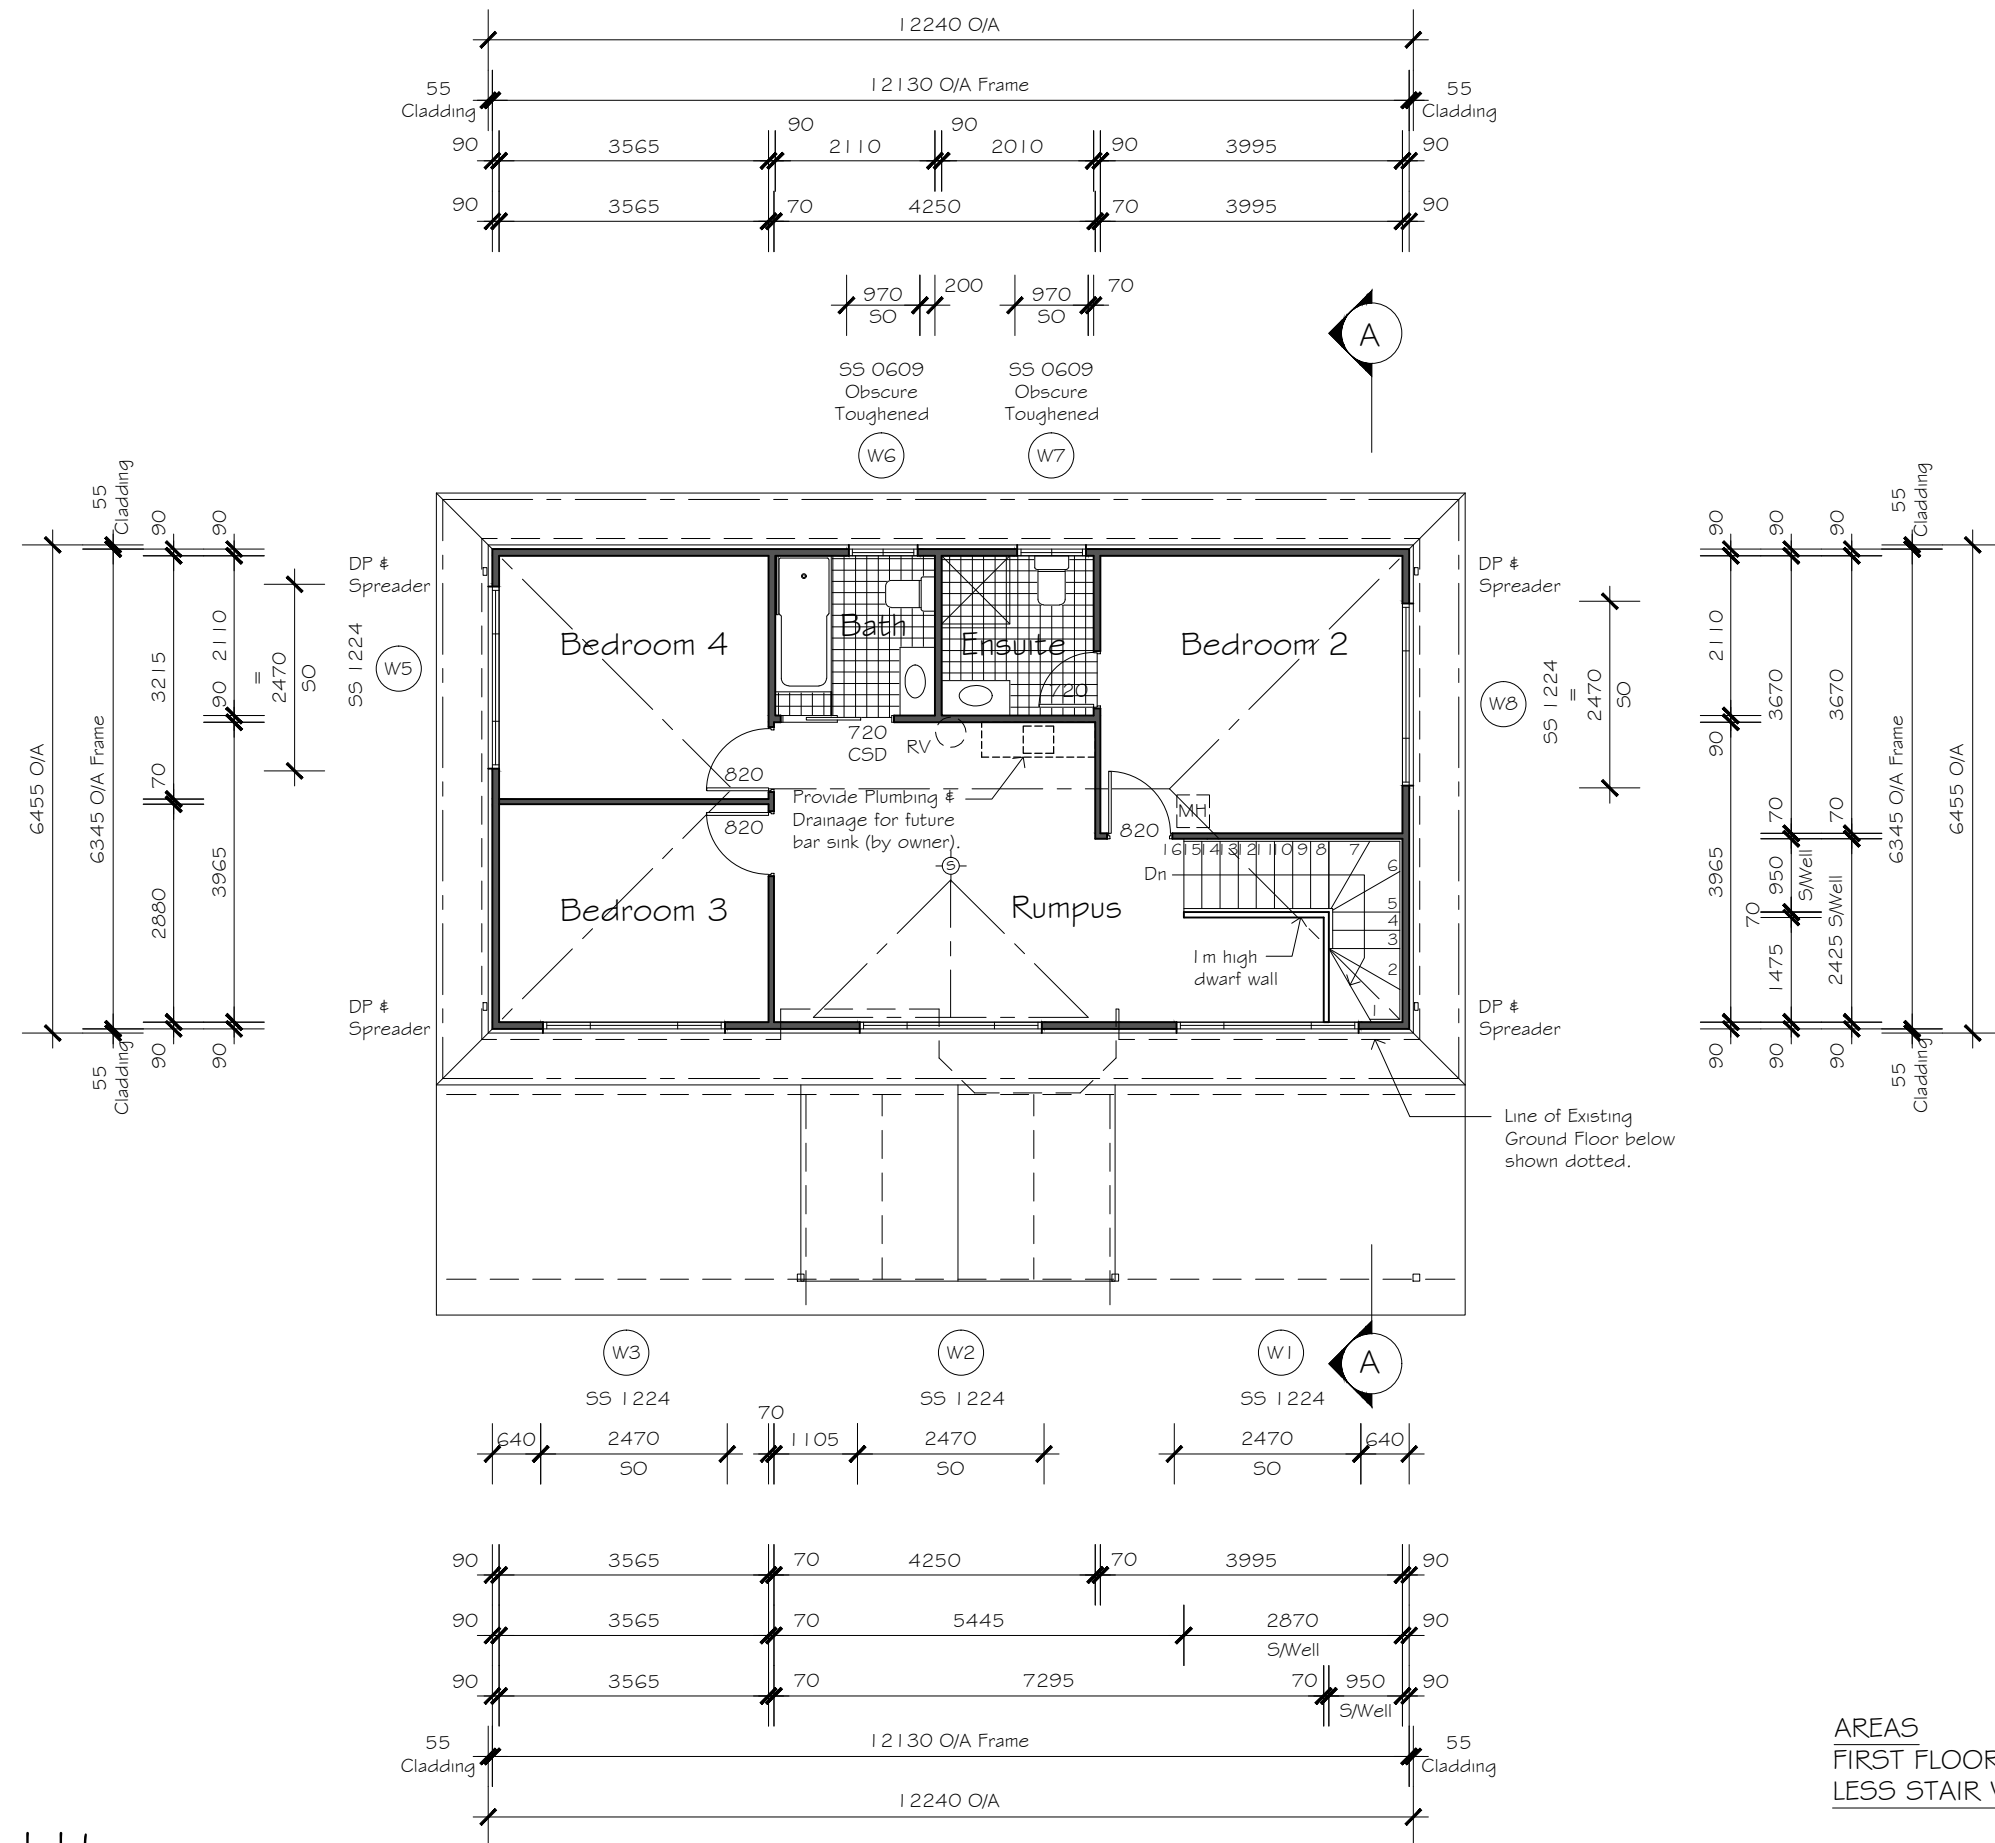 12240 O/A
12130 O/A Frame
55
Cladding
55
Cladding
90 3565 90 2110 90 2010 90 3995 90
90 3565 70 4250 70 3995 90
970
SO
200
970
SO
70
A
SS 0609
Obscure
Toughened
W6
SS 0609
Obscure
Toughened
W7
6455 O/A
55
Cladding
6345 O/A Frame
55
Cladding
90
3215
70
2880
90
90
2110
90
3965
90
=
2470
SO
SS 1224
W5
DP &
Spreader
DP &
Spreader
Bedroom 4
Bath
Ensuite
Bedroom 2
720
720
CSD
RV
820
820
820
MH
Provide Plumbing &
Drainage for future
bar sink (by owner).
S
Bedroom 3
Rumpus
Dn
16 15 14 13 12 11 10 9 8 7
6
5
4
3
2
1
1m high
dwarf wall
DP &
Spreader
DP &
Spreader
W8
SS 1224
=
2470
SO
90
2110
90
3965
90
90
3670
70
950
S/Well
70
1475
90
90
3670
70
2425 S/Well
90
55
Cladding
6345 O/A Frame
55
Cladding
6455 O/A
Line of Existing
Ground Floor below
shown dotted.
W3
SS 1224
W2
SS 1224
W1
SS 1224
A
640 2470 70 1105 2470 2470 640
SO SO SO
90 3565 70 4250 70 3995 90
90 3565 70 5445 2870 90
S/Well
90 3565 70 7295 70 950 90
S/Well
55
Cladding
12130 O/A Frame
55
Cladding
12240 O/A
AREAS
FIRST FLOOR
LESS STAIR